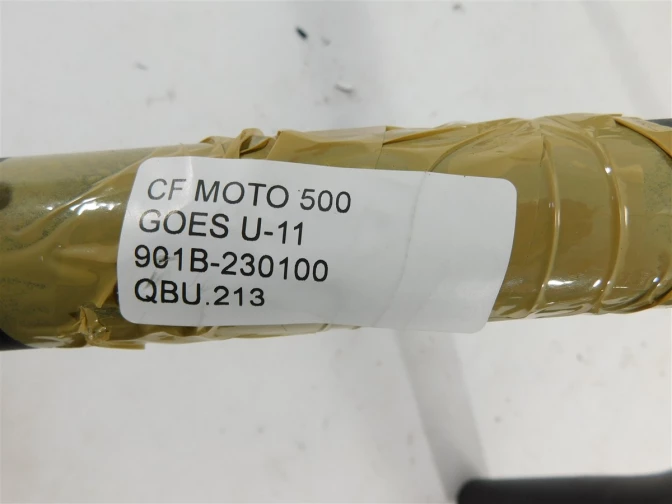 CF MOTO 500
GOES U-11
901B-230100
QBU.213